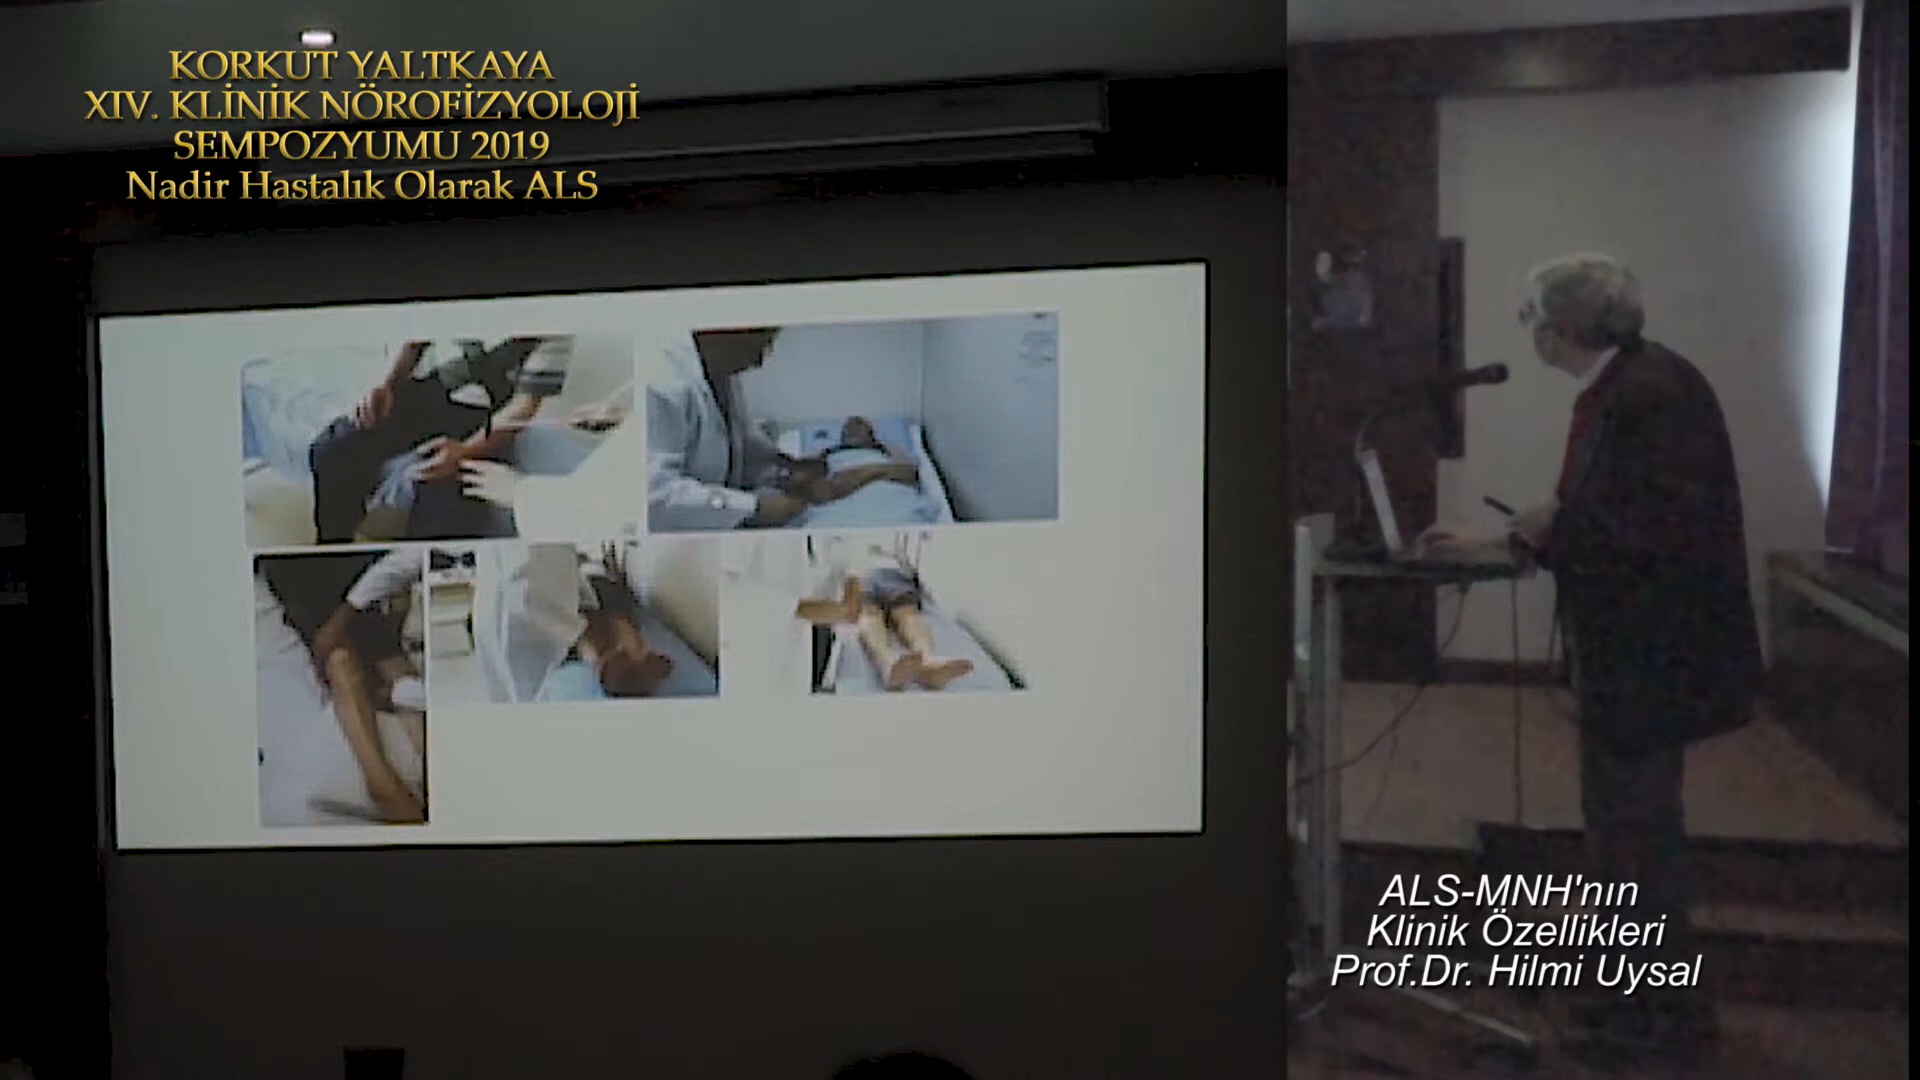 KORKUT YALTKAYA
XIV. KLİNİK NÖROFİZYOLOJİ
SEMPOZYUMU 2019
Nadir Hastalık Olarak ALS
ALS-MNH'nın
Klinik Özellikleri
Prof.Dr. Hilmi Uysal